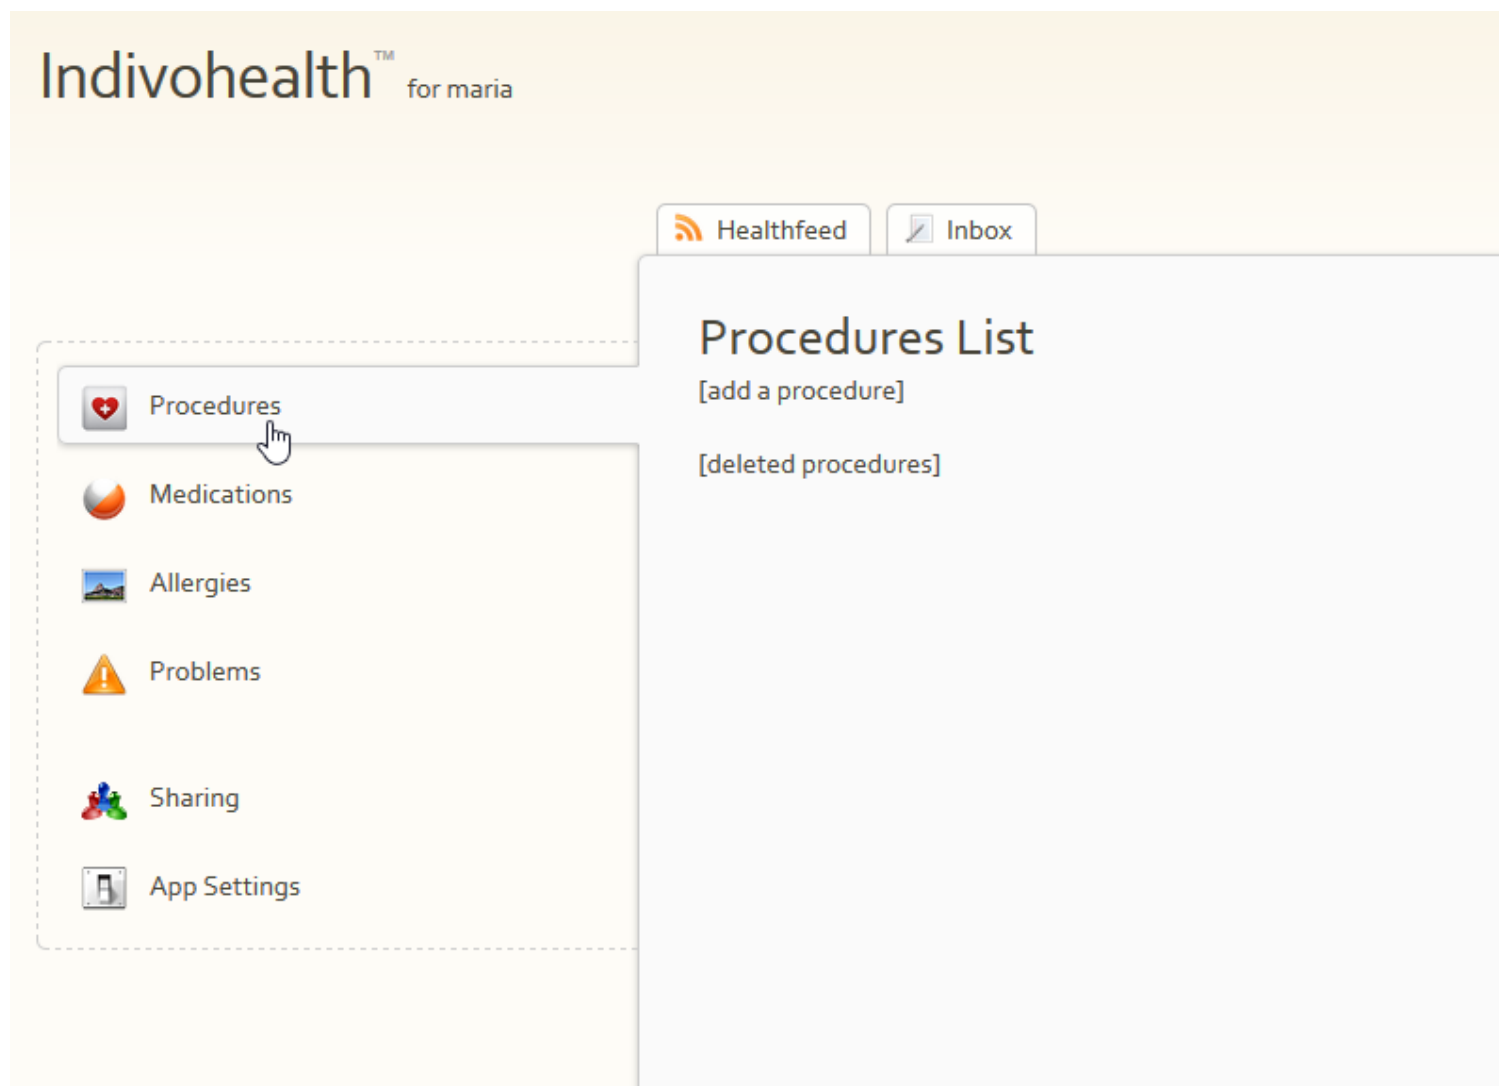 Indivohealth™ for maria
Healthfeed
Inbox
Procedures List
[add a procedure]
[deleted procedures]
Procedures
Medications
Allergies
Problems
Sharing
App Settings